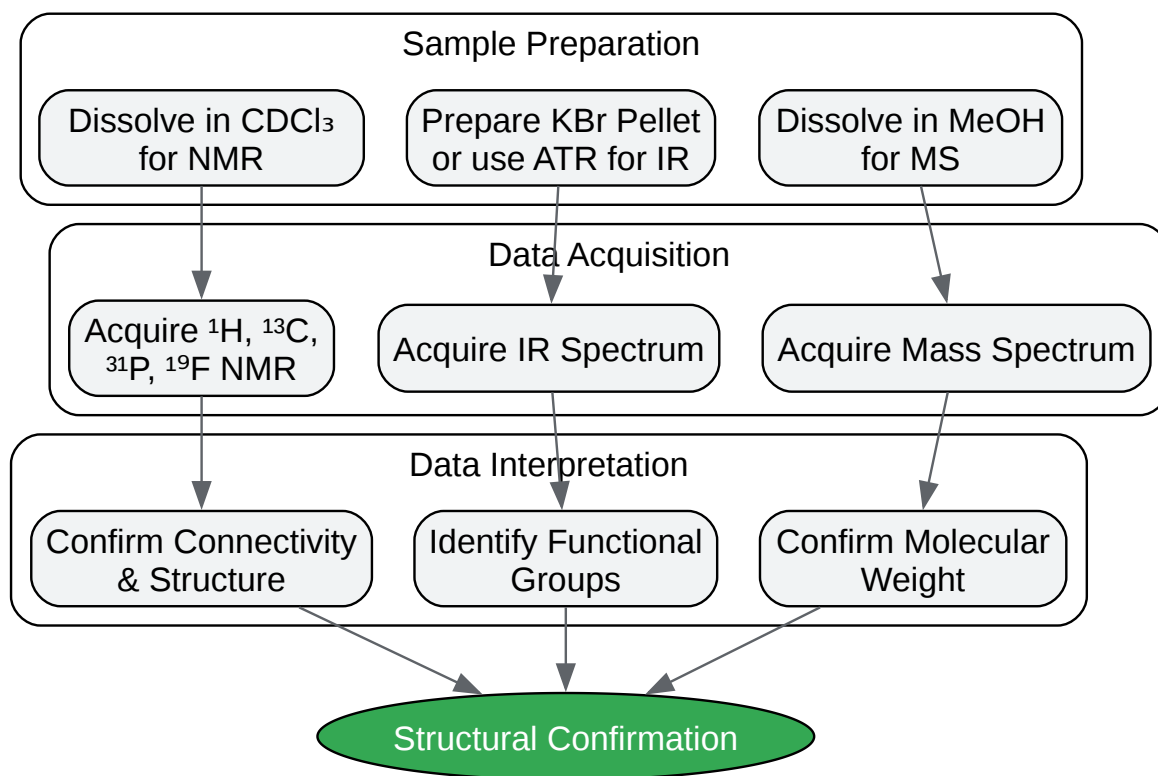 Sample Preparation
Dissolve in CDCl₃
for NMR
Prepare KBr Pellet
or use ATR for IR
Dissolve in MeOH
for MS
Data Acquisition
Acquire ¹H, ¹³C,
³¹P, ¹⁹F NMR
Acquire IR Spectrum
Acquire Mass Spectrum
Data Interpretation
Confirm Connectivity
& Structure
Identify Functional
Groups
Confirm Molecular
Weight
Structural Confirmation